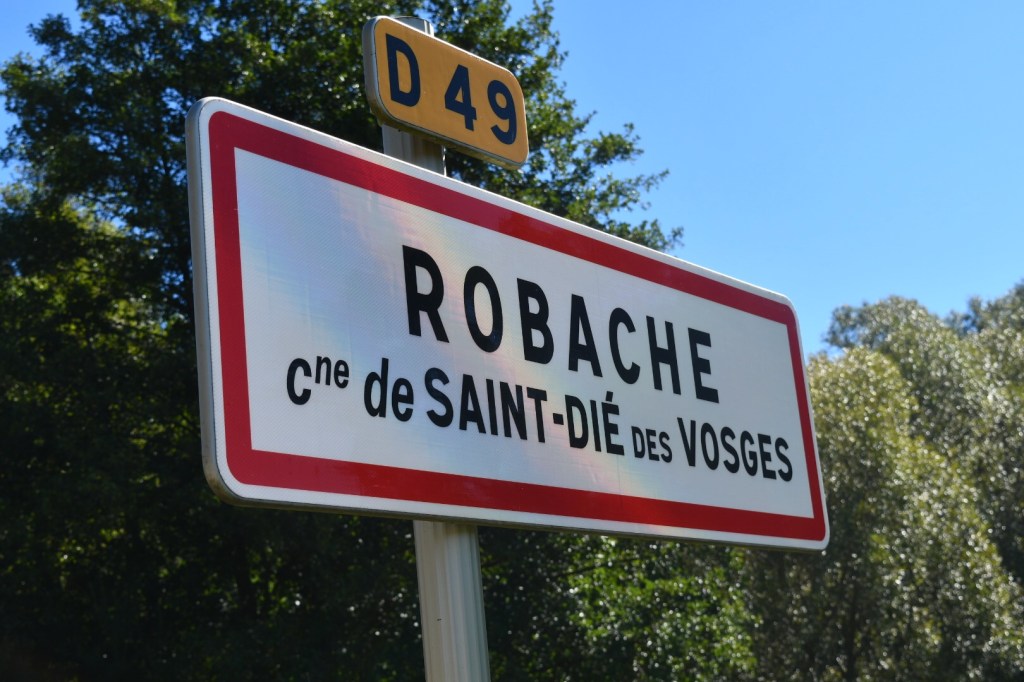 D 49
ROBACHE
Cne de SAINT-DIÉ DES VOSGES